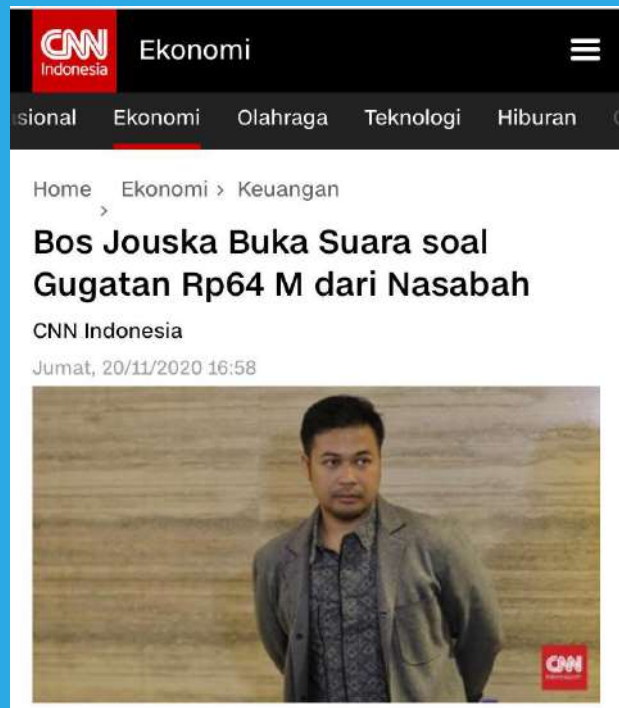 CNN
Indonesia
Ekonomi
sional Ekonomi Olahraga Teknologi Hiburan
Home > Ekonomi > Keuangan
Bos Jouska Buka Suara soal
Gugatan Rp64 M dari Nasabah
CNN Indonesia
Jumat, 20/11/2020 16:58
CNN